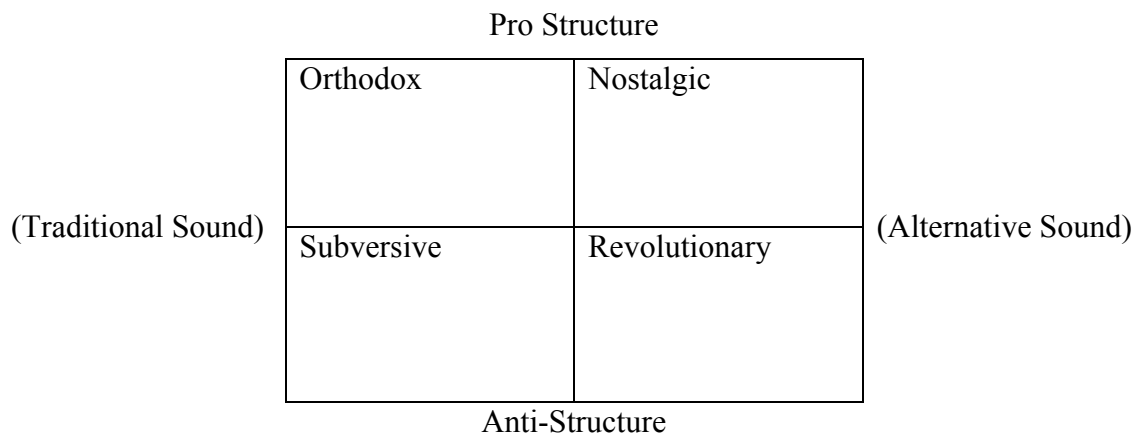 Pro Structure
Orthodox
Nostalgic
(Traditional Sound)
(Alternative Sound)
Subversive
Revolutionary
Anti-Structure